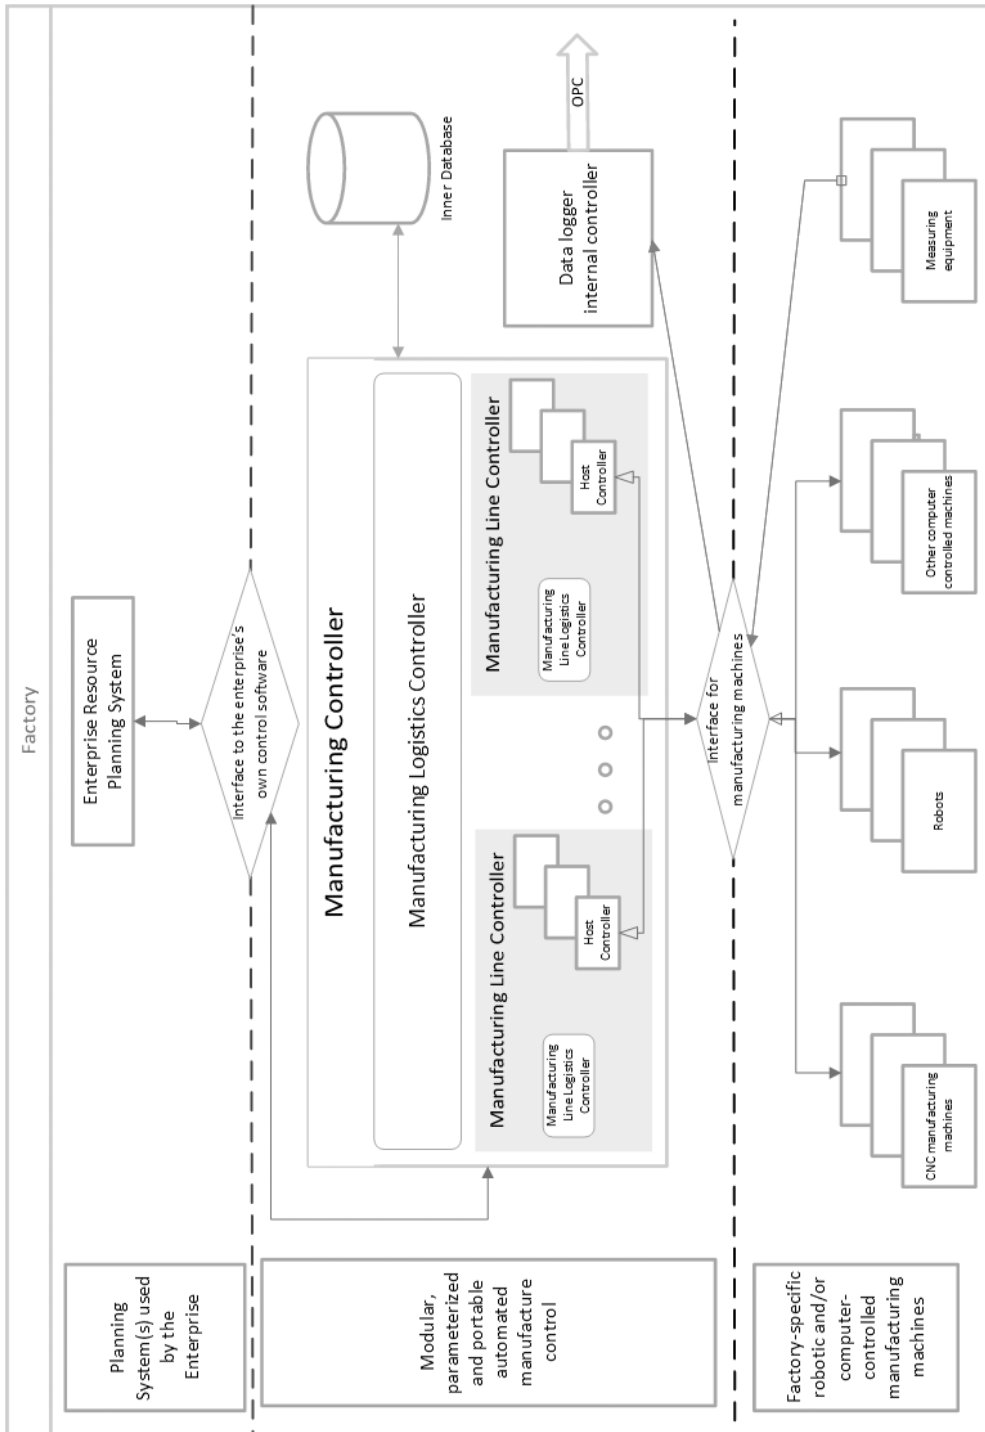 Factory
Planning
System(s) used
by the
Enterprise
Enterprise Resource
Planning System
Interface to the enterprise's
own control software
Modular,
parameterized
and portable
automated
manufacture
control
Manufacturing Controller
Manufacturing Logistics Controller
Manufacturing Line Controller
Manufacturing
Line Logistics
Controller
Host
Controller
Manufacturing Line Controller
Manufacturing
Line Logistics
Controller
Host
Controller
Inner Database
Data logger
internal controller
OPC
Interface for
manufacturing machines
Factory-specific
robotic and/or
computer-
controlled
manufacturing
machines
CNC manufacturing
machines
Robots
Other computer
controlled machines
Measuring
equipment